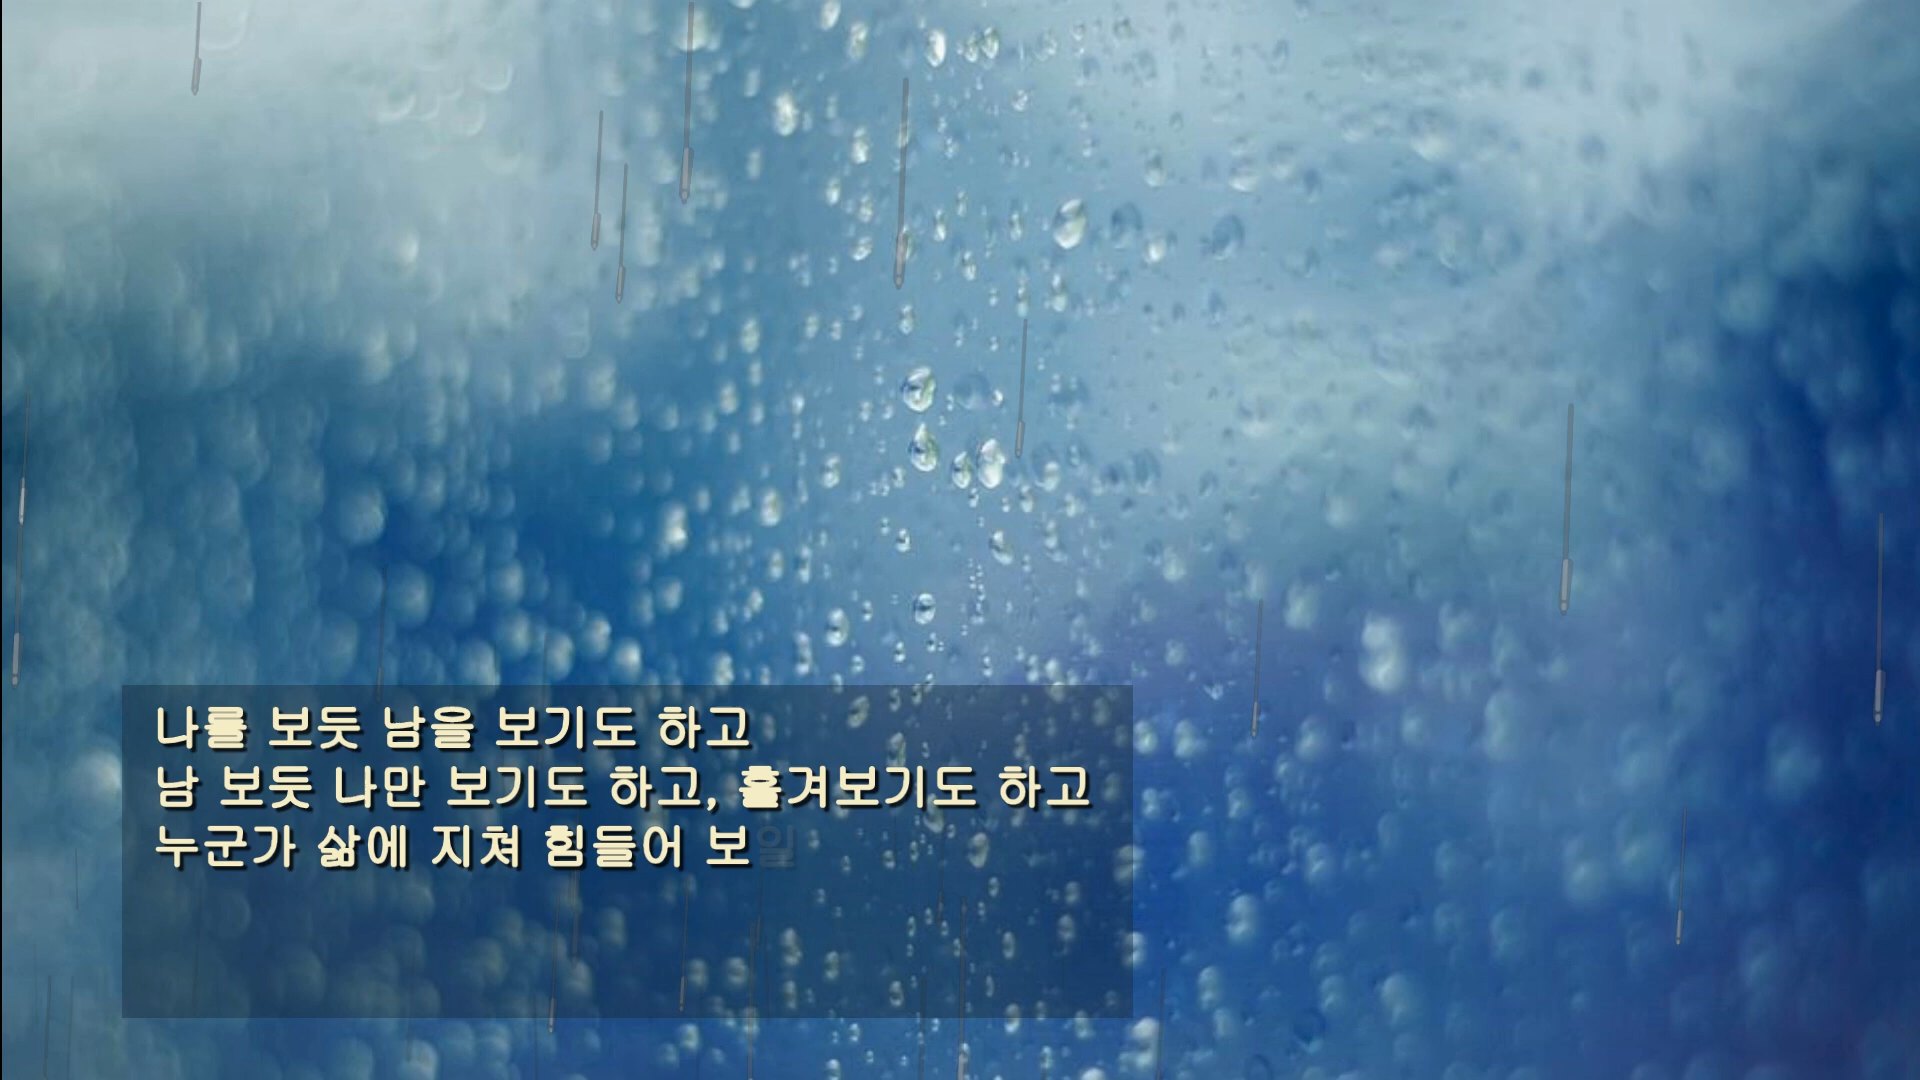 나를 보듯 남을 보기도 하고
남 보듯 나만 보기도 하고, 흘겨보기도 하고
누군가 삶에 지쳐 힘들어 보일